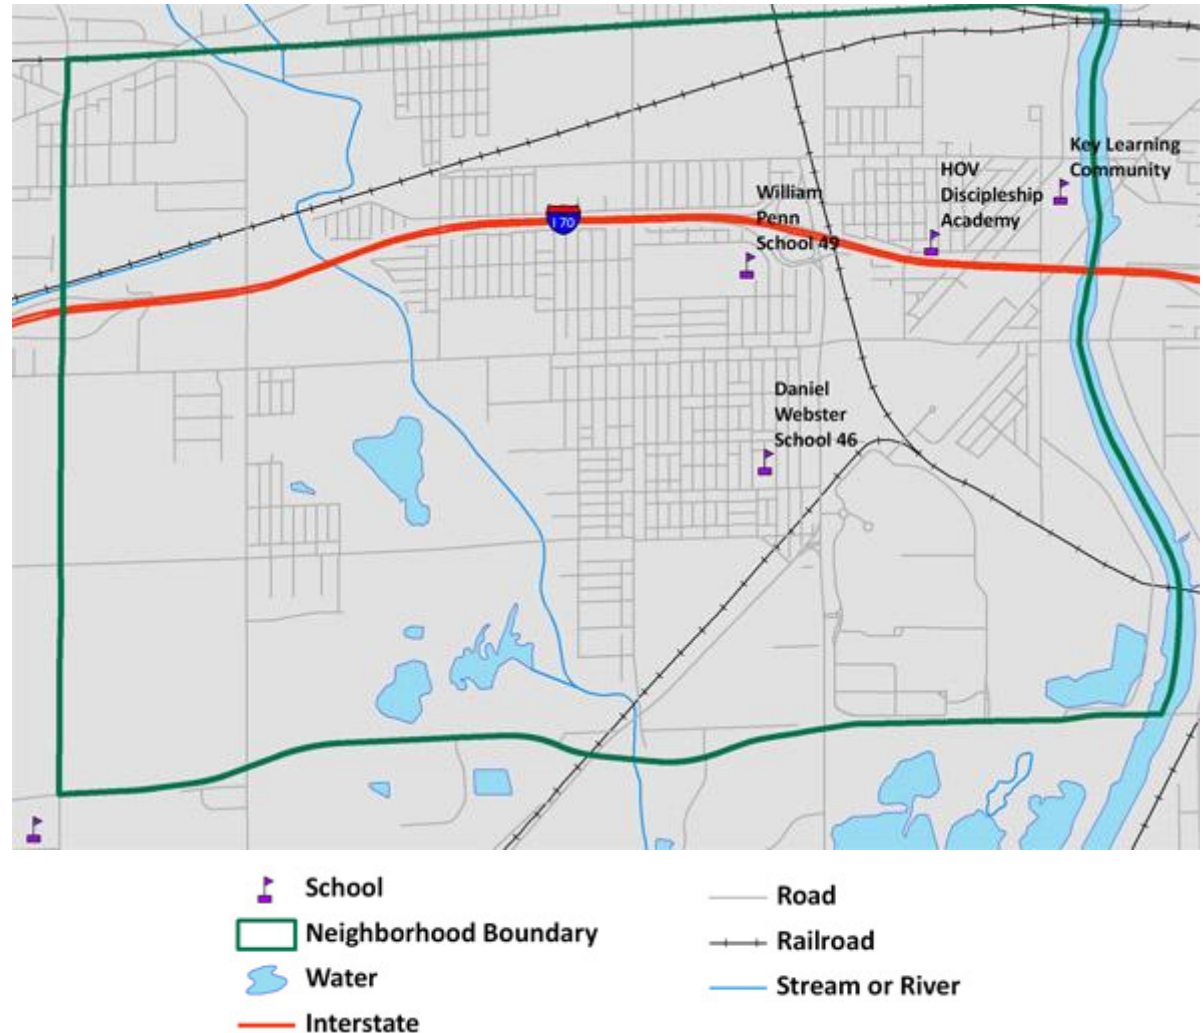 Key Learning
Community
HOV
Discipleship
Academy
William
Penn
School 49
I 70
Daniel
Webster
School 46
School
Neighborhood Boundary
Water
Interstate
Road
Railroad
Stream or River